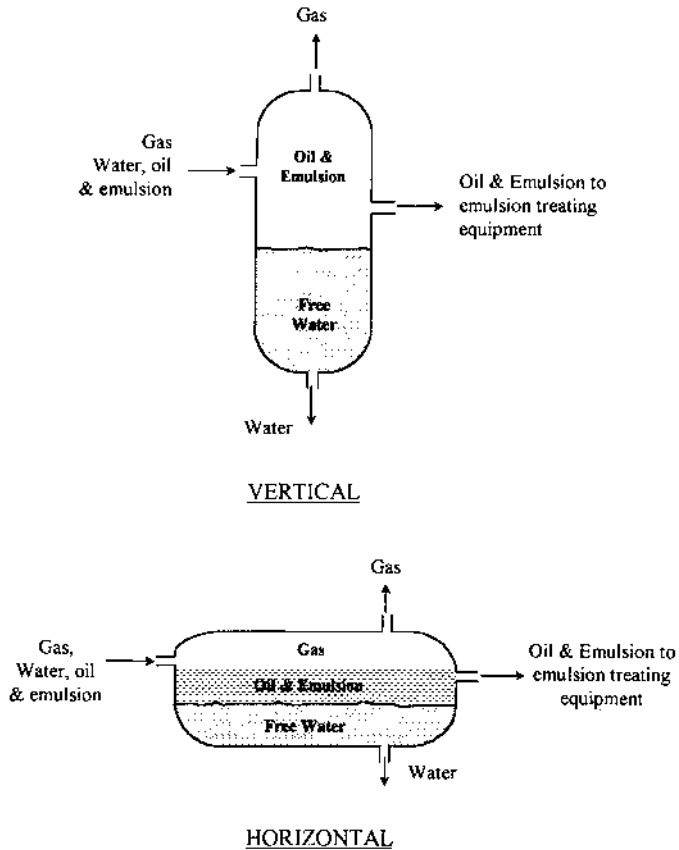 Gas
Gas
Water, oil
& emulsion
Oil &
Emulsion
Oil & Emulsion to
emulsion treating
equipment
Free
Water
Water
VERTICAL
Gas
Gas,
Water, oil
& emulsion
Gas
Oil & Emulsion
Free Water
Oil & Emulsion to
emulsion treating
equipment
Water
HORIZONTAL